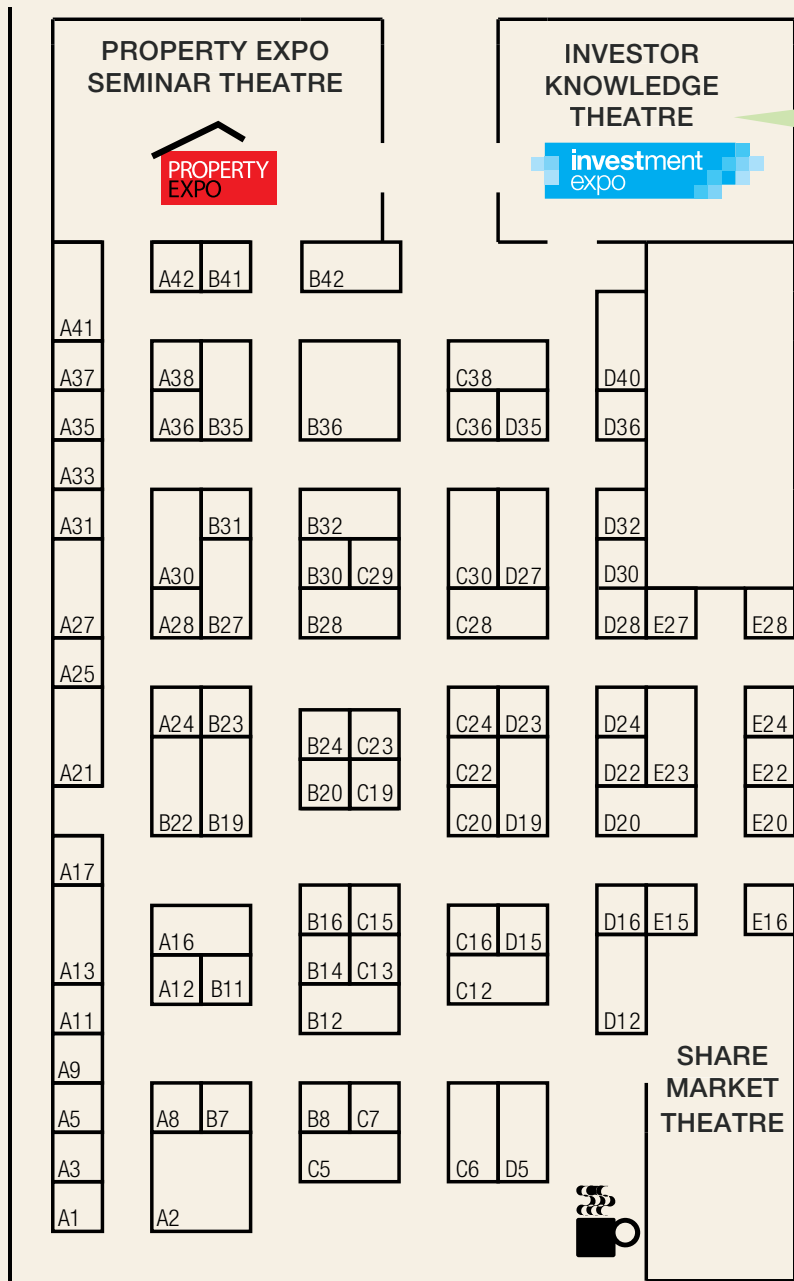 PROPERTY EXPO
SEMINAR THEATRE
PROPERTY
EXPO
INVESTOR
KNOWLEDGE
THEATRE
investment
expo
A42 B41 B42
A41
A37 A38 C38 D40
A35 A36 B35 B36 C36 D35 D36
A33
A31 B31 B32 D32
A30 B30 C29 C30 D27 D30
A27 A28 B27 B28 C28 D28 E27 E28
A25
A24 B23 B24 C23 C24 D23 D24 E24
A21 B20 C19 C22 D22 E23 E22
B22 B19 C20 D19 D20 E20
A17
A16 B16 C15 C16 D15 D16 E15 E16
A13 A12 B11 B14 C13 C12
A11 B12 D12
A9
SHARE
MARKET
THEATRE
A5 A8 B7 B8 C7
A3 C5 C6 D5
A1 A2